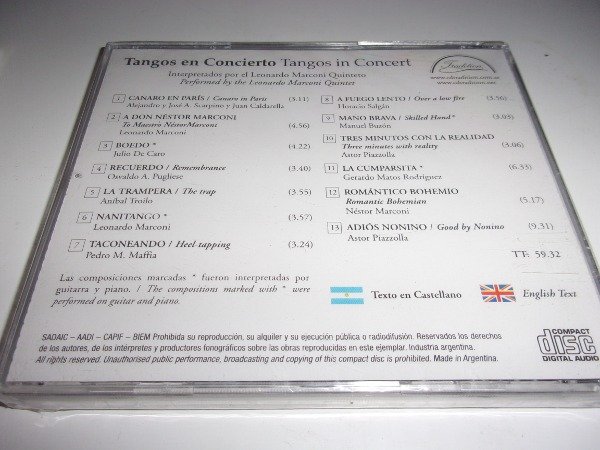 Tangos en Concierto Tangos in Concert
Interpretados por el Leonardo Marconi Quinteto
Performed by the Leonardo Marconi Quintet
Tradition
1 CANARO EN PARÍS / Canaro in Paris (3.11)
Alejandro y José A. Scarpino y Juan Caldarella
2 A DON NÉSTOR MARCONI
To Maestro NéstorMarconi (4.56)
Leonardo Marconi
3 BOEDO * (4.22)
Julio De Caro
4 RECUERDO / Remembrance (3.40)
Osvaldo A. Pugliese
5 LA TRAMPERA / The trap (3.55)
Aníbal Troilo
6 NANITANGO * (3.57)
Leonardo Marconi
7 TACONEANDO / Heel tapping (3.24)
Pedro M. Maffia
8 A FUEGO LENTO / Over a low fire (3.56)
Horacio Salgán
9 MANO BRAVA / Skilled Hand * (3.03)
Manuel Buzón
10 TRES MINUTOS CON LA REALIDAD
Three minutes with reality (3.06)
Astor Piazzolla
11 LA CUMPARSITA * (6.33)
Gerardo Matos Rodríguez
12 ROMÁNTICO BOHEMIO
Romantic Bohemian (5.17)
Néstor Marconi
13 ADIÓS NONINO / Good by Nonino (9.31)
Astor Piazzolla
TT: 59.32
Las composiciones marcadas * fueron interpretadas por
guitarra y piano. / The compositions marked with * were
performed on guitar and piano.
Texto en Castellano
English Text
SADAIC – AADI – CAPIF – BIEM Prohibida su reproducción, su alquiler y su ejecución pública o radiodifusión. Reservados los derechos
de los autores, de los intérpretes y productores fonográficos sobre las obras reproducidas en este ejemplar. Industria argentina.
All rights reserved. Unauthorised public performance, broadcasting and copying of this compact disc is prohibited. Made in Argentina.
COMPACT
disc
DIGITAL AUDIO